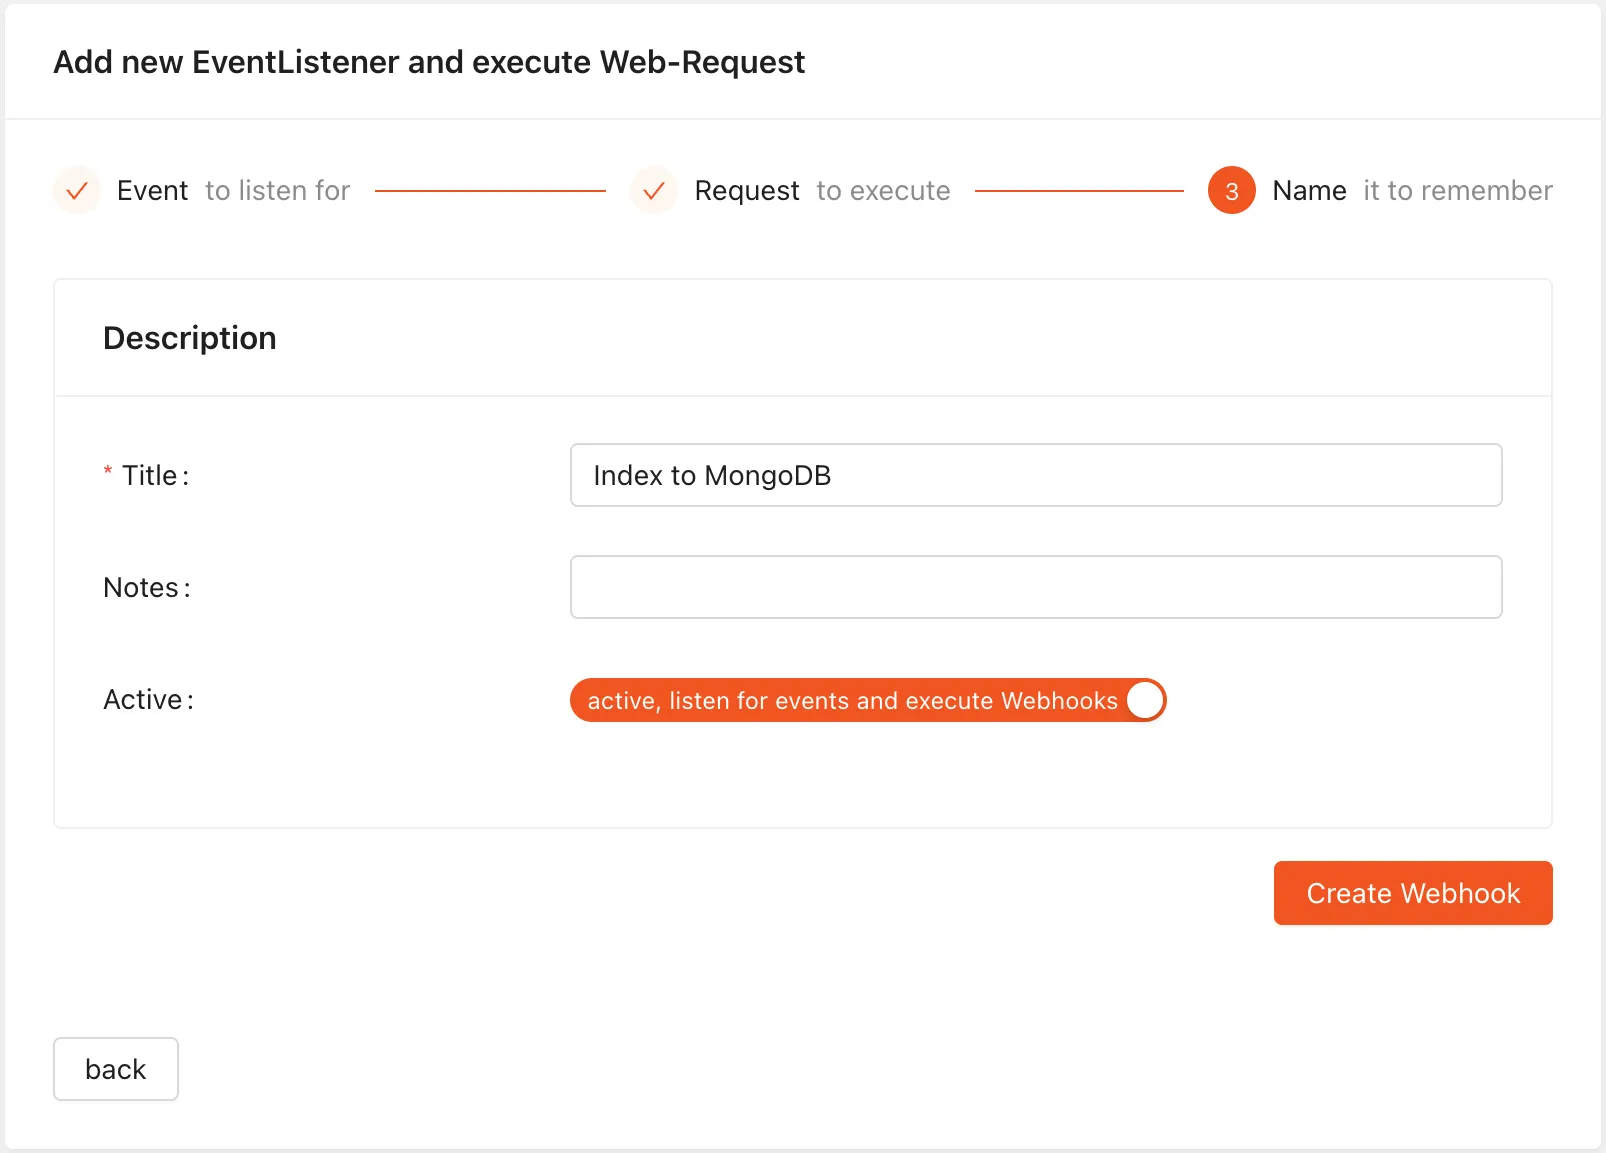 Add new EventListener and execute Web-Request
Event to listen for Request to execute 3 Name it to remember
Description
* Title: Index to MongoDB
Notes:
Active: active, listen for events and execute Webhooks
Create Webhook
back